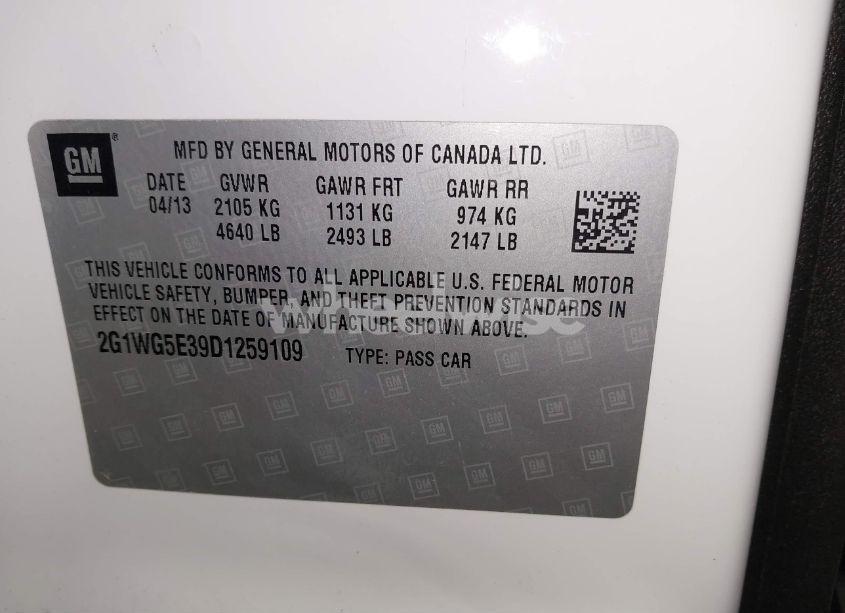 GM ®
MFD BY GENERAL MOTORS OF CANADA LTD.
DATE GVWR GAWR FRT GAWR RR
04/13 2105 KG 1131 KG 974 KG
4640 LB 2493 LB 2147 LB
THIS VEHICLE CONFORMS TO ALL APPLICABLE U.S. FEDERAL MOTOR
VEHICLE SAFETY, BUMPER, AND THEFT PREVENTION STANDARDS IN
EFFECT ON THE DATE OF MANUFACTURE SHOWN ABOVE.
2G1WG5E39D1259109 TYPE: PASS CAR